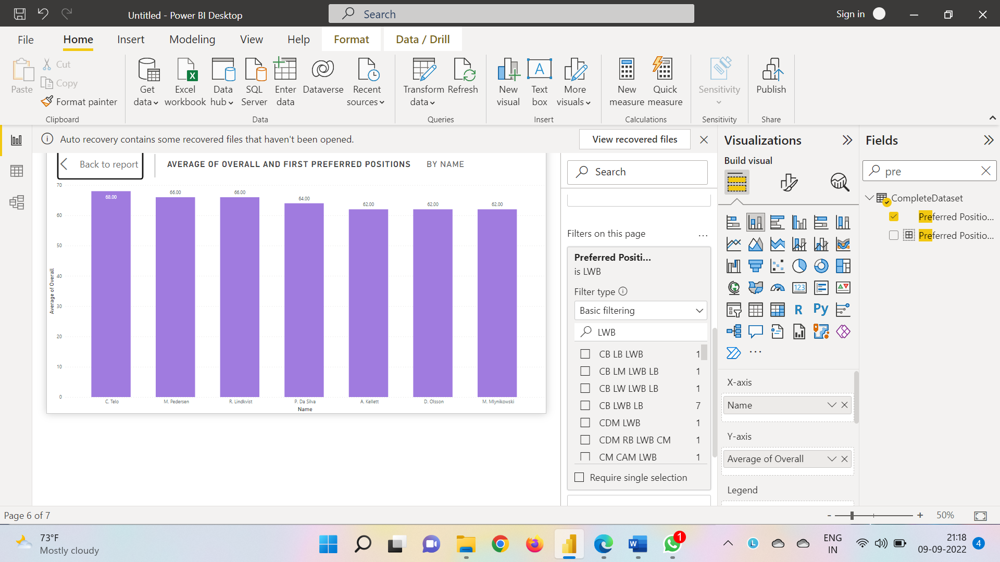 Untitled - Power BI Desktop
Search
Sign in
File
Home
Insert
Modeling
View
Help
Format
Data / Drill
Paste
Cut
Copy
Format painter
Clipboard
Get data
Excel workbook
Data hub
SQL Server
Enter data
Dataverse
Recent sources
Data
Transform data
Refresh
Queries
New visual
Text box
More visuals
Insert
New measure
Quick measure
Calculations
Sensitivity
Sensitivity
Publish
Share
Auto recovery contains some recovered files that haven't been opened.
View recovered files
Back to report
AVERAGE OF OVERALL AND FIRST PREFERRED POSITIONS
BY NAME
70
60
50
40
30
20
10
0
Average of Overall
68.00
66.00
66.00
64.00
62.00
62.00
62.00
C. Telo
M. Pedersen
R. Lindkvist
P. Da Silva
A. Kellett
D. Olsson
M. Mlynikowski
Name
Search
Filters on this page
...
Preferred Positi...
is LWB
Filter type
Basic filtering
LWB
CB LB LWB 1
CB LM LWB LB 1
CB LW LWB LB 1
CB LWB LB 7
CDM LWB 1
CDM RB LWB CM 1
CM CAM LWB 1
Require single selection
Visualizations
Build visual
123
R
Py
...
X-axis
Name
Y-axis
Average of Overall
Legend
Fields
pre
CompleteDataset
Preferred Positio...
Preferred Positio...
Page 6 of 7
- + 50%
73°F
Mostly cloudy
1
L
ENG
IN
21:18
09-09-2022
4